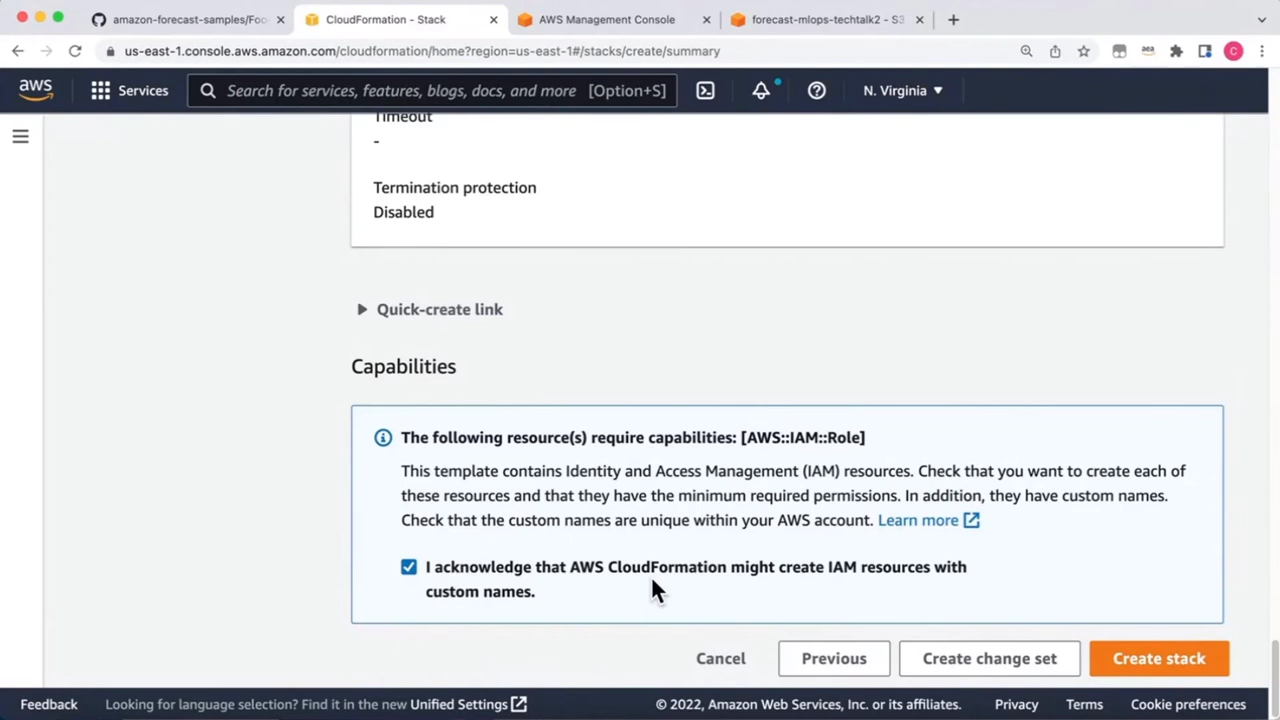 amazon-forecast-samples/Foo
CloudFormation - Stack
AWS Management Console
forecast-mlops-techtalk2 - S3
us-east-1.console.aws.amazon.com/cloudformation/home?region=us-east-1#/stacks/create/summary
aea
C
aws
Services
Search for services, features, blogs, docs, and more
[Option+S]
N. Virginia
Timeout
-
Termination protection
Disabled
Quick-create link
Capabilities
The following resource(s) require capabilities: [AWS::IAM::Role]
This template contains Identity and Access Management (IAM) resources. Check that you want to create each of
these resources and that they have the minimum required permissions. In addition, they have custom names.
Check that the custom names are unique within your AWS account. Learn more
I acknowledge that AWS CloudFormation might create IAM resources with
custom names.
Cancel
Previous
Create change set
Create stack
Feedback
Looking for language selection? Find it in the new Unified Settings
© 2022, Amazon Web Services, Inc. or its affiliates.
Privacy
Terms
Cookie preferences